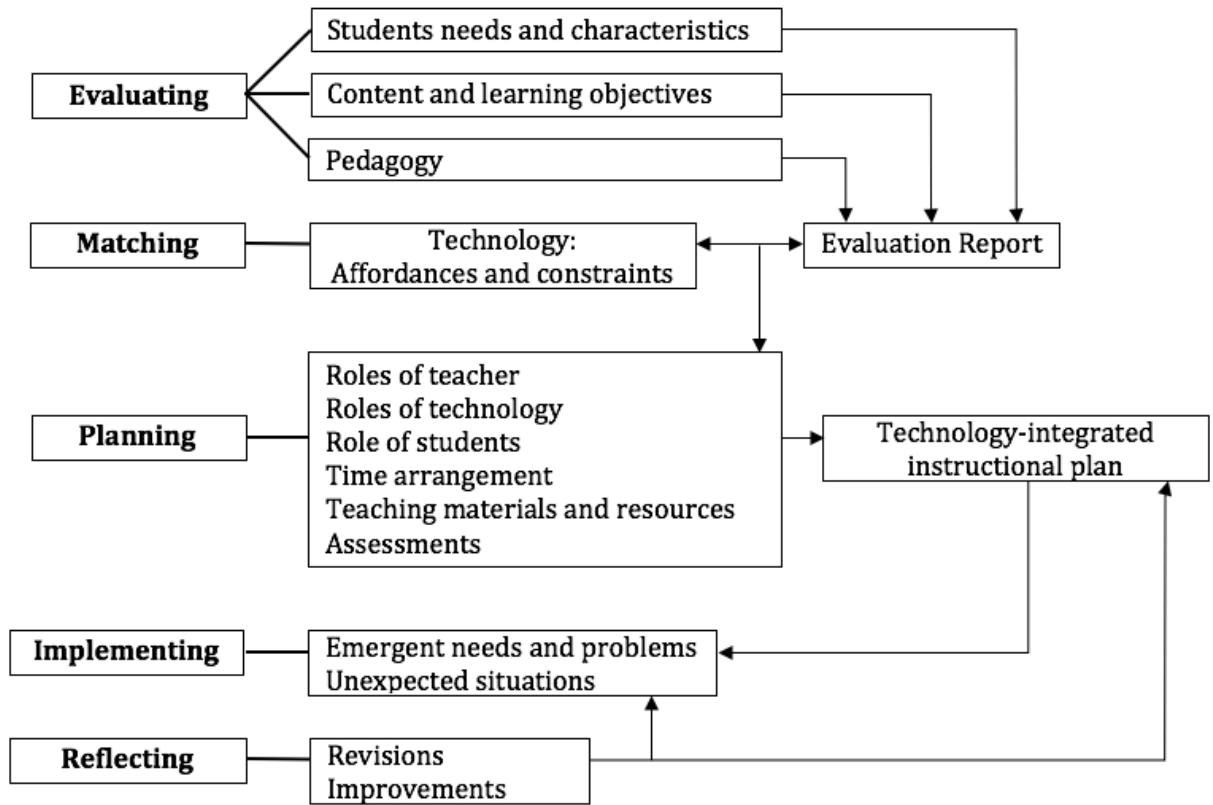 Evaluating
Students needs and characteristics
Content and learning objectives
Pedagogy
Matching
Technology:
Affordances and constraints
Evaluation Report
Planning
Roles of teacher
Roles of technology
Role of students
Time arrangement
Teaching materials and resources
Assessments
Technology-integrated
instructional plan
Implementing
Emergent needs and problems
Unexpected situations
Reflecting
Revisions
Improvements